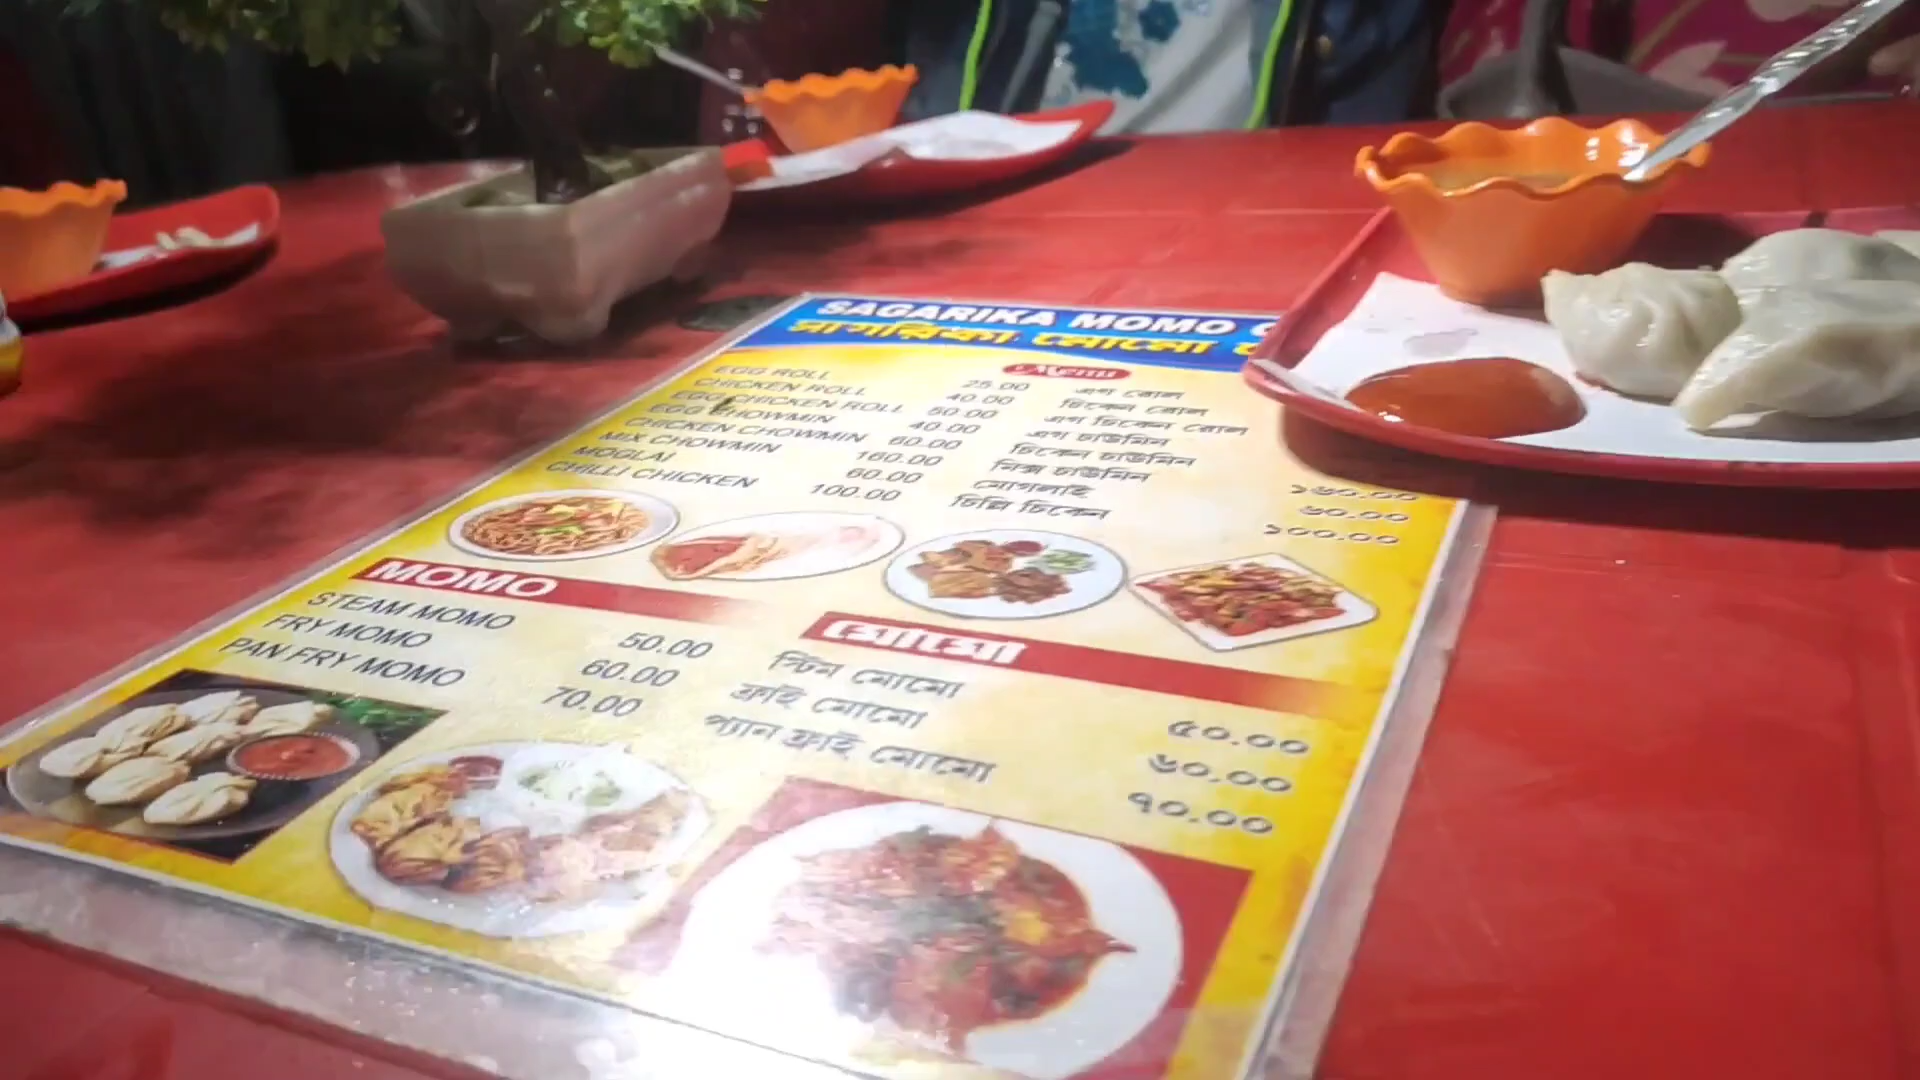 SAGARIKA MOMO
সাগরিকা মোমো
Menu
EGG ROLL 25.00 এগ রোল
CHICKEN ROLL 40.00 চিকেন রোল
EGG CHICKEN ROLL 50.00 এগ চিকেন রোল
EGG CHOWMIN 40.00 এগ চাউমিন
CHICKEN CHOWMIN 60.00 চিকেন চাউমিন
MIX CHOWMIN 160.00 মিক্স চাউমিন ১৬০.০০
MOGLAI 60.00 মোগলাই ৬০.০০
CHILLI CHICKEN 100.00 চিল্লি চিকেন ১০০.০০
MOMO মোমো
STEAM MOMO 50.00 স্টিম মোমো ৫০.০০
FRY MOMO 60.00 ফ্রাই মোমো ৬০.০০
PAN FRY MOMO 70.00 প্যান ফ্রাই মোমো ৭০.০০